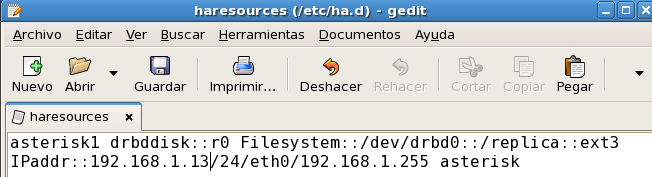 haresources (/etc/ha.d) - gedit
Archivo Editar Ver Buscar Herramientas Documentos Ayuda
Nuevo Abrir Guardar Imprimir... Deshacer Rehacer Cortar Copiar Pegar
haresources
asterisk1 drbddisk::r0 Filesystem::/dev/drbd0::/replica::ext3
IPaddr::192.168.1.13/24/eth0/192.168.1.255 asterisk